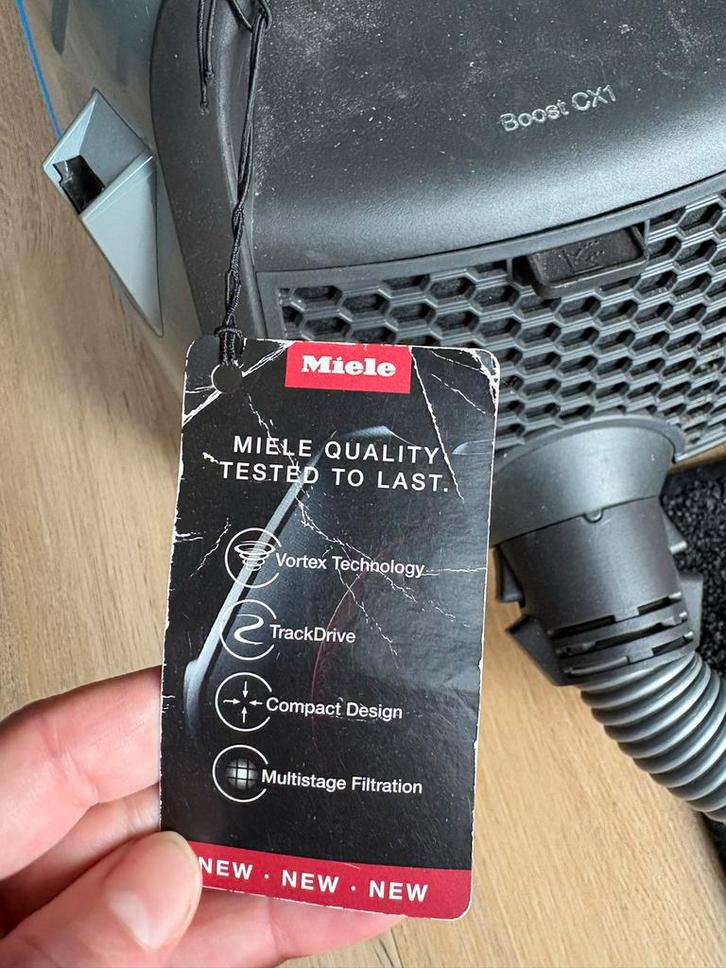 Boost CX1
Miele
MIELE QUALITY
TESTED TO LAST.
Vortex Technology
TrackDrive
Compact Design
Multistage Filtration
NEW · NEW · NEW